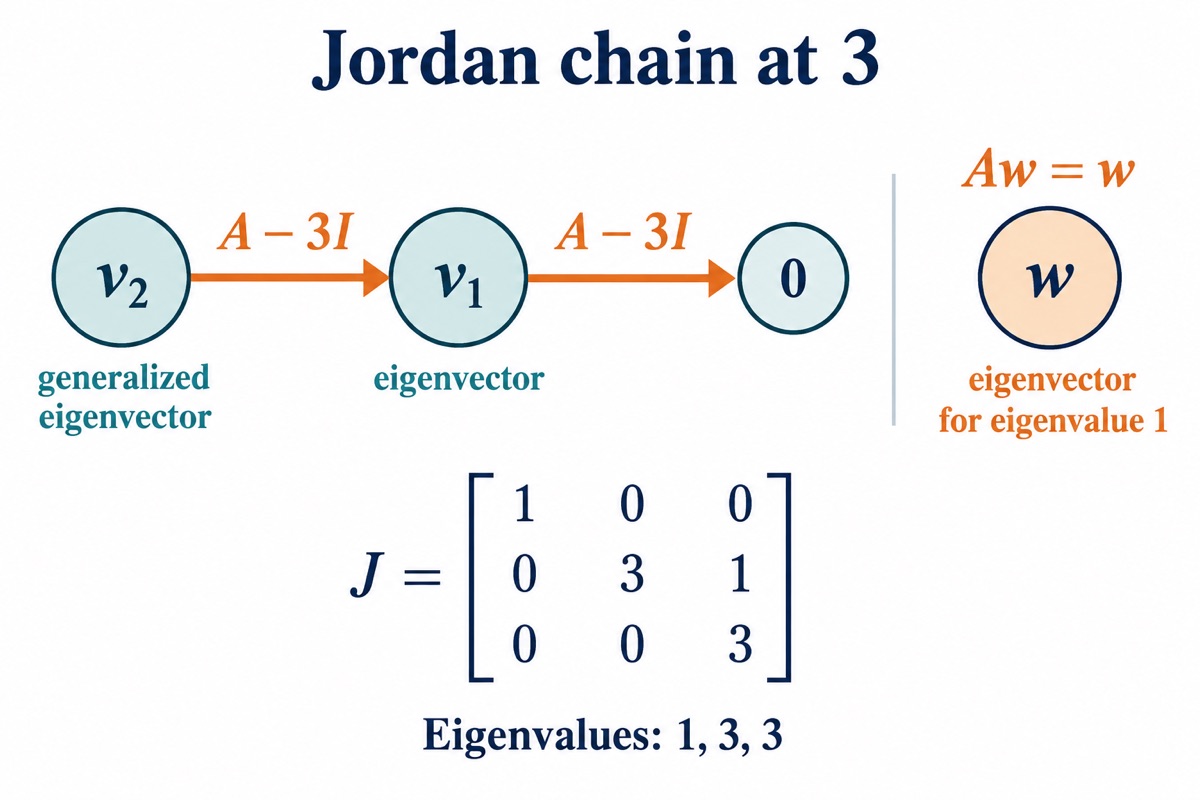 Jordan chain at 3
A − 3I
A − 3I
Aw = w
v₂
v₁
0
w
generalized
eigenvector
eigenvector
eigenvector
for eigenvalue 1
J =
1 0 0
0 3 1
0 0 3
Eigenvalues: 1, 3, 3